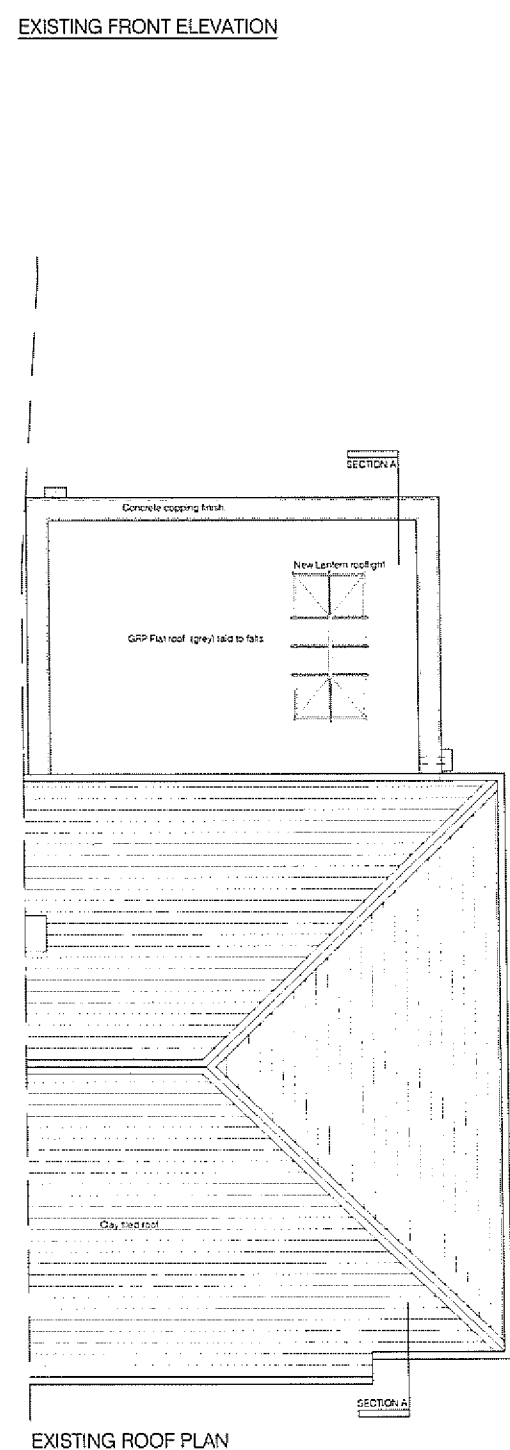 EXISTING FRONT ELEVATION
SECTION A
Concrete copping finish.
New Lantern rooflight
GRP Flat roof (grey) laid to falls
Clay tiled roof
SECTION A
EXISTING ROOF PLAN